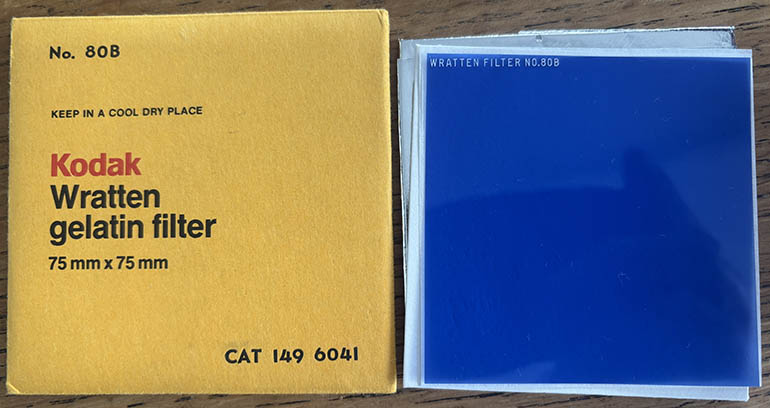 No. 80B
KEEP IN A COOL DRY PLACE
Kodak
Wratten
gelatin filter
75 mm x 75 mm
CAT 149 6041
WRATTEN FILTER NO.80B